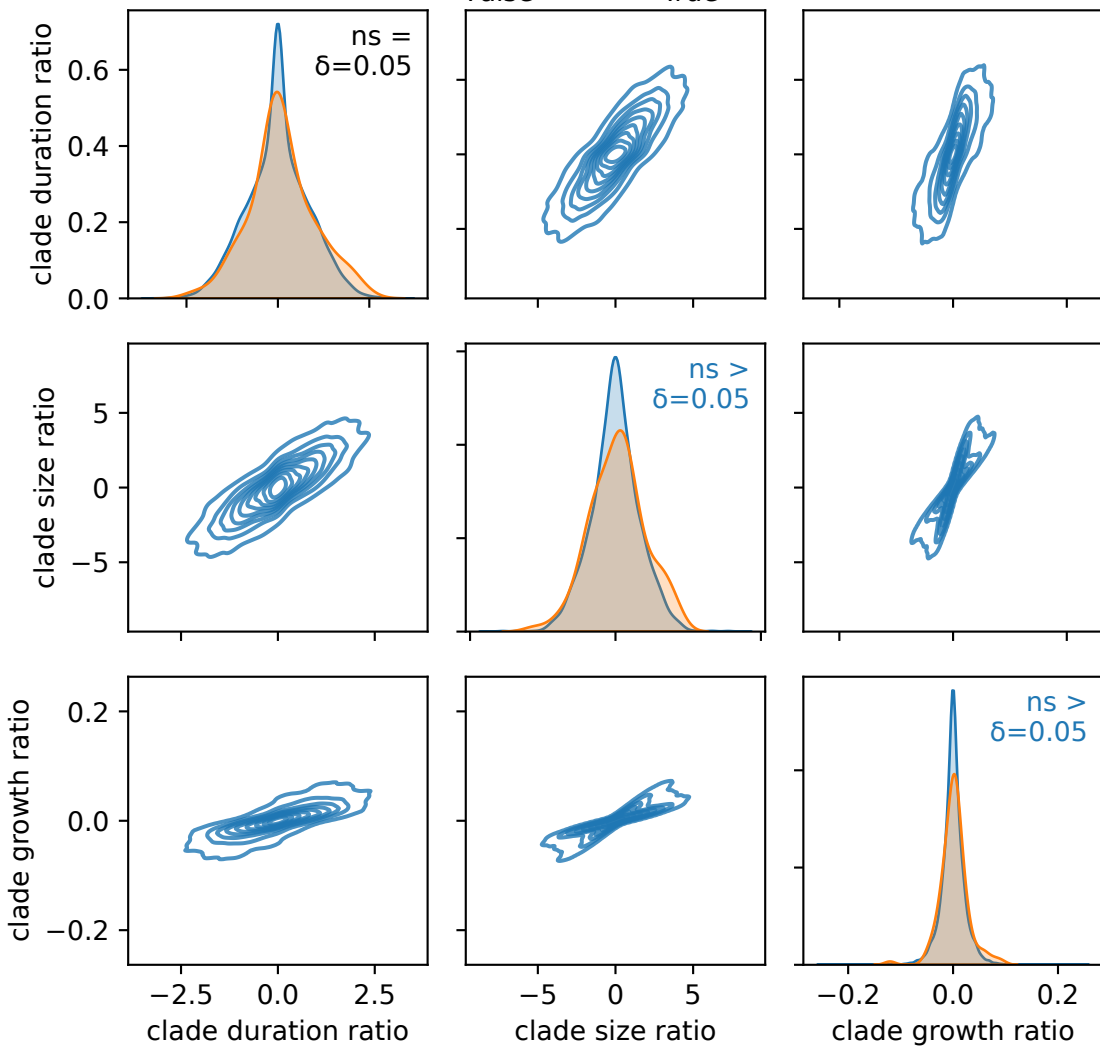 clade duration ratio
0.6
0.4
0.2
0.0
ns =
δ=0.05
clade size ratio
5
0
−5
ns >
δ=0.05
clade growth ratio
0.2
0.0
−0.2
ns >
δ=0.05
−2.5 0.0 2.5
−5 0 5
−0.2 0.0 0.2
clade duration ratio
clade size ratio
clade growth ratio